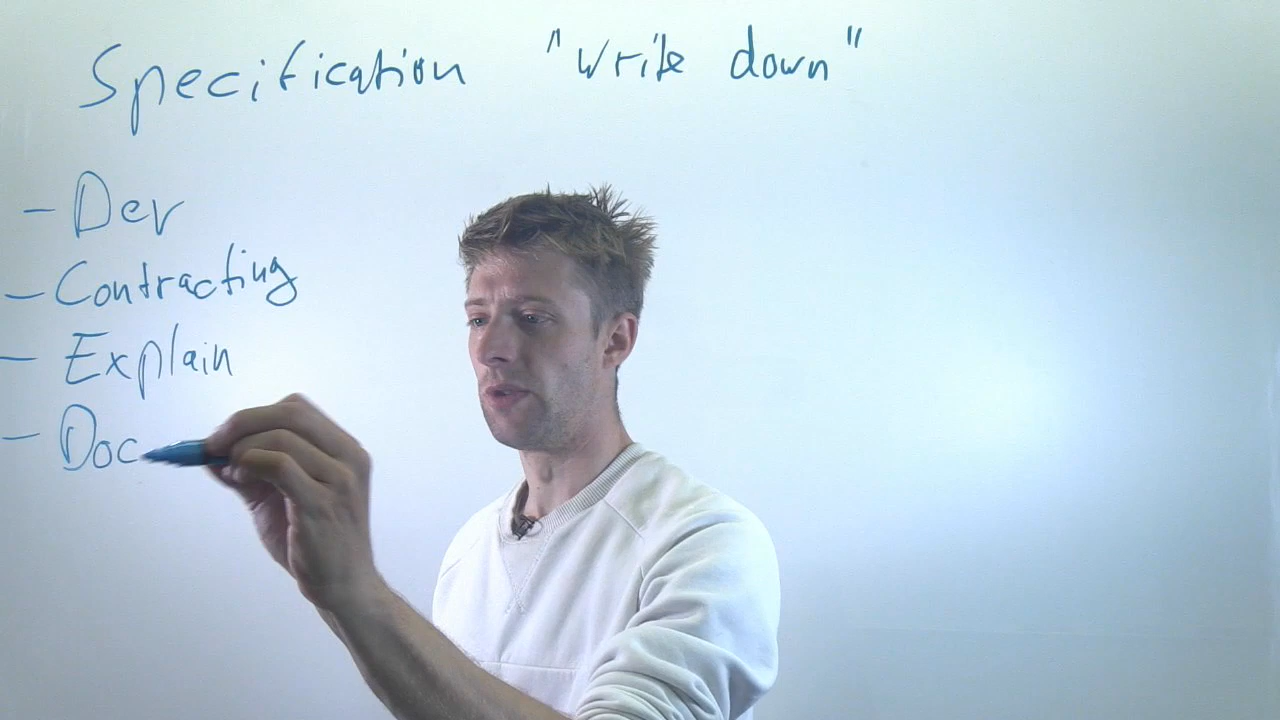 Specification "write down"
- Dev
- Contracting
- Explain
- Doc